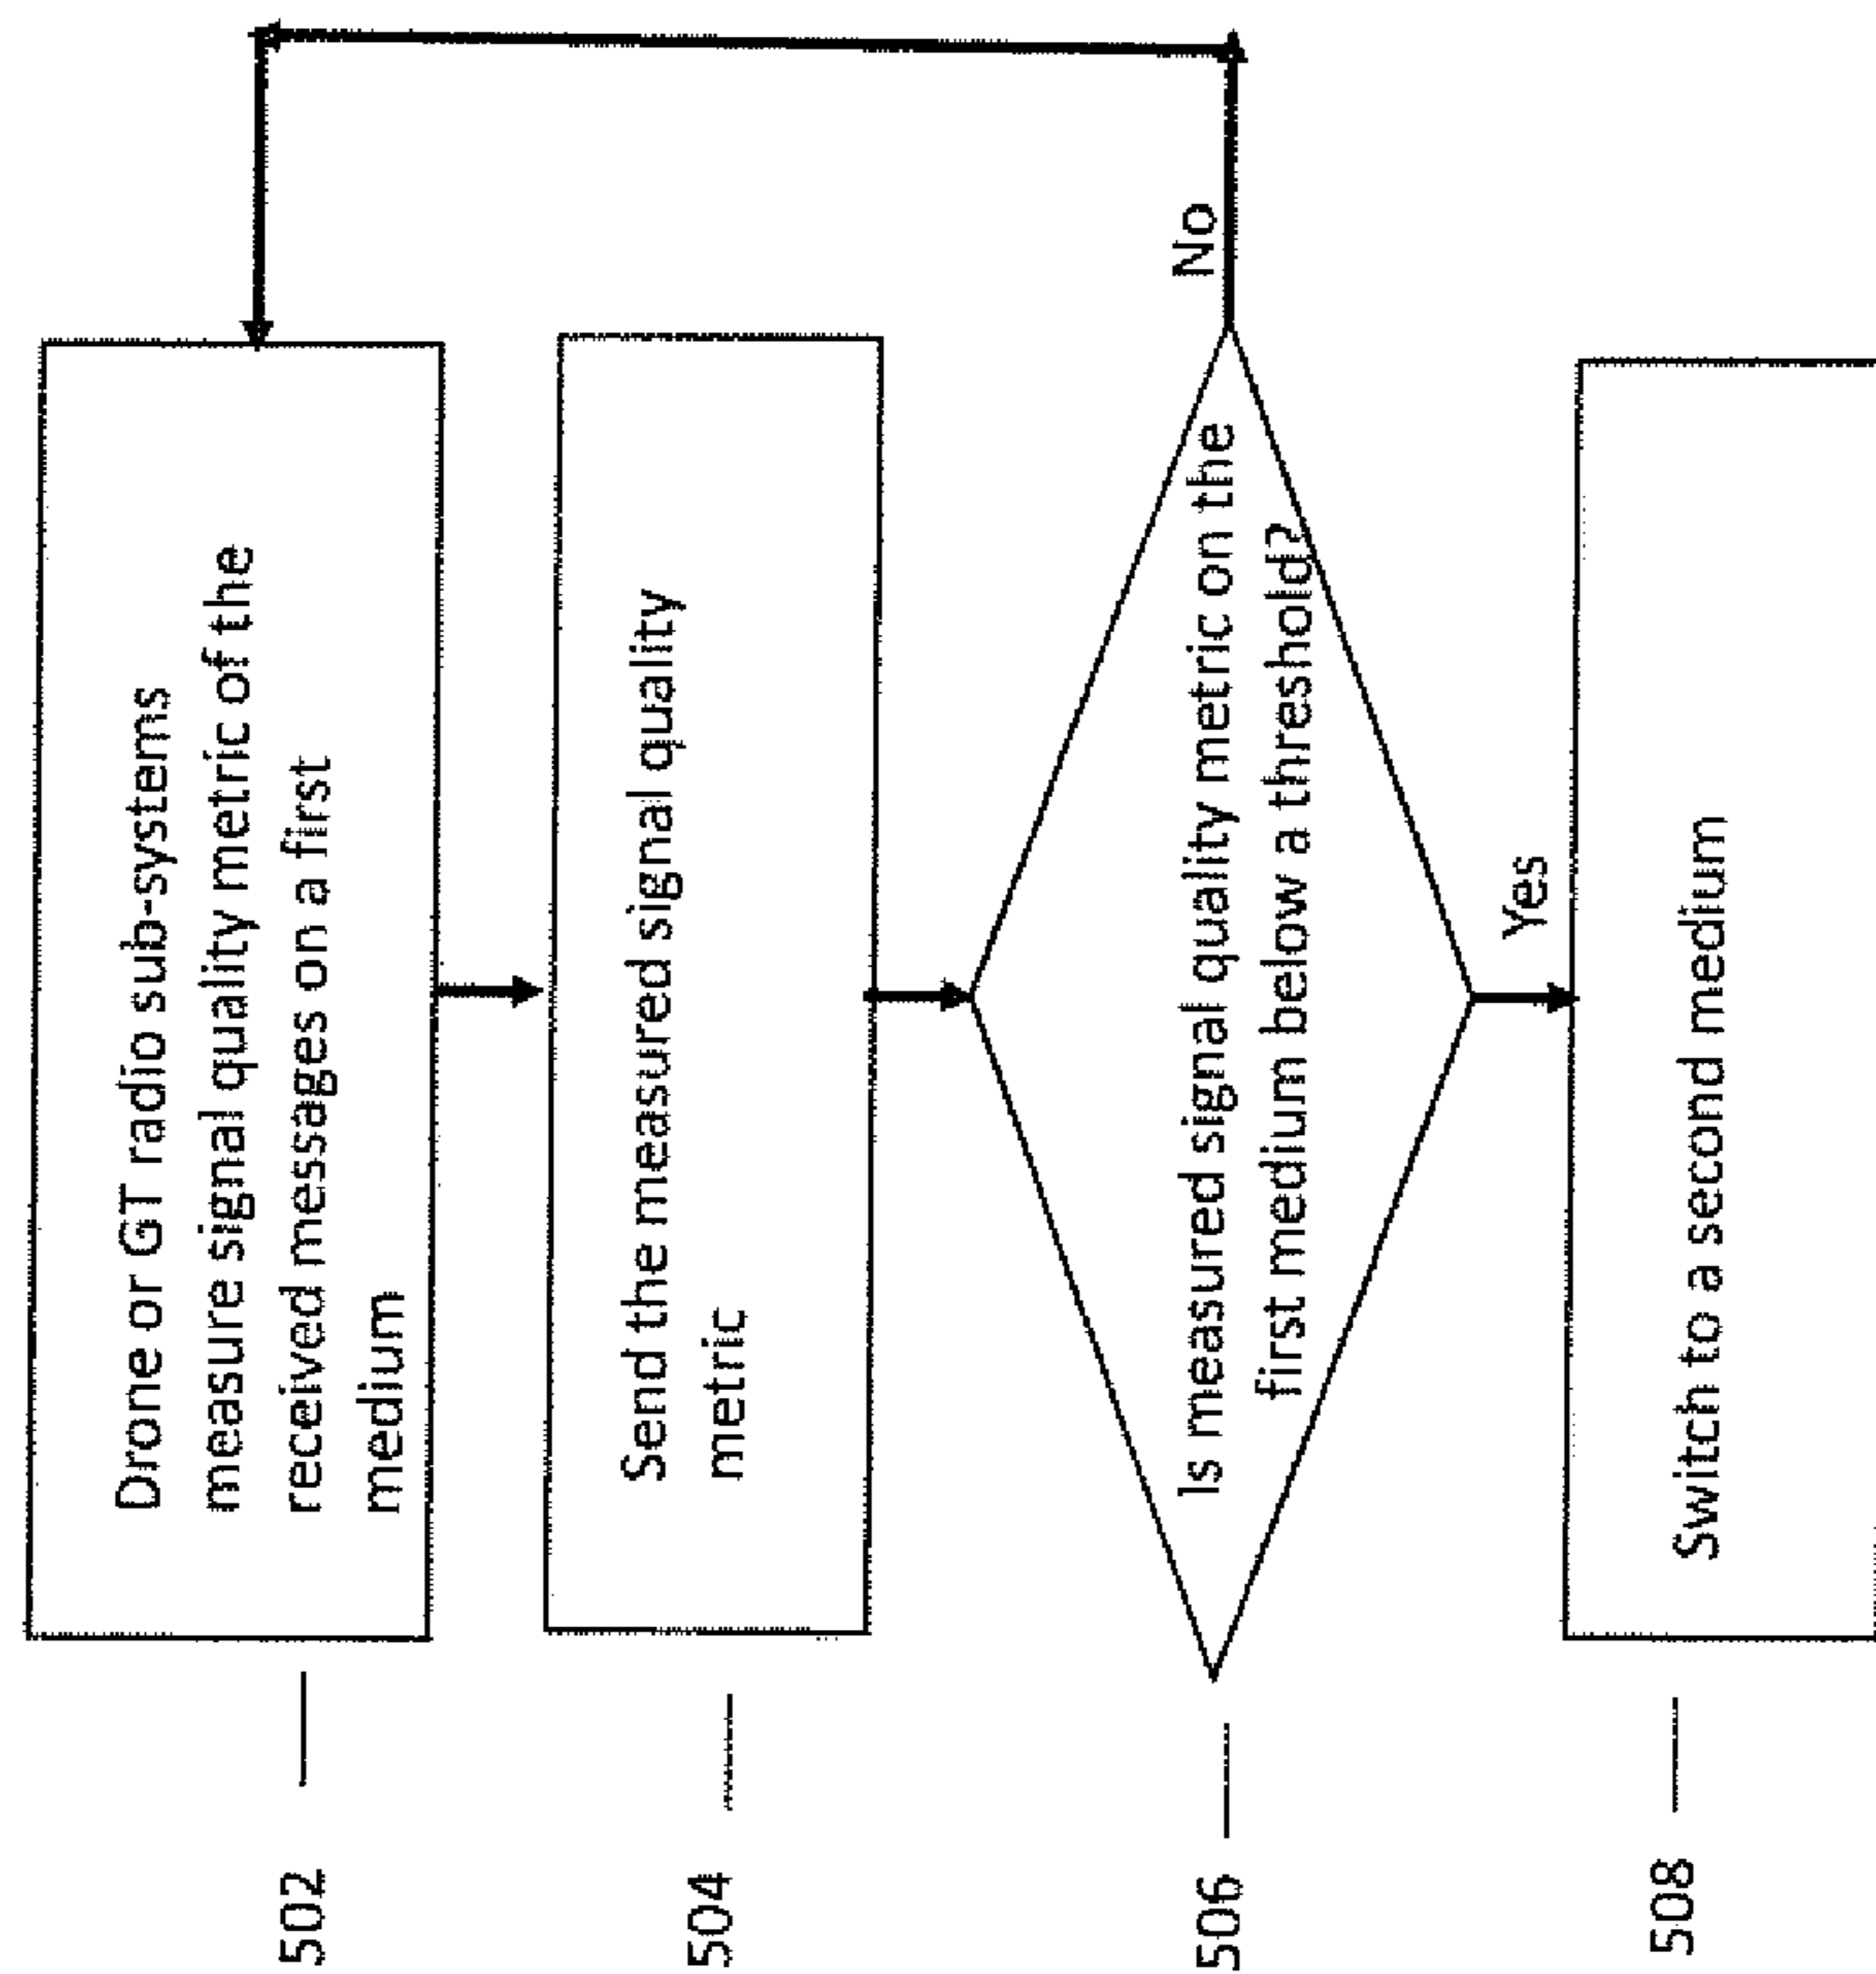 502
Drone or GT radio sub-systems
measure signal quality metric of the
received messages on a first
medium
504
Send the measured signal quality
metric
506
Is measured signal quality metric on the
first medium below a threshold?
No
Yes
508
Switch to a second medium